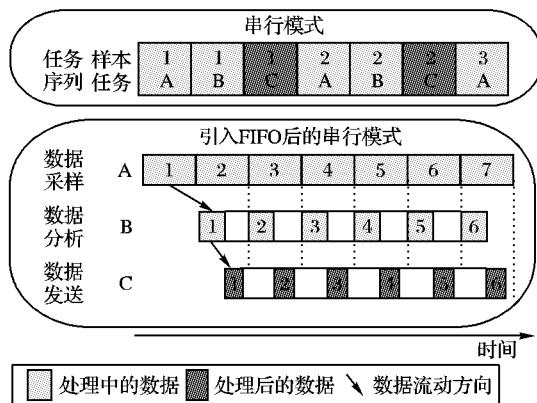 串行模式
任务 样本 1 1 1 2 2 2 3
序列 任务 A B C A B C A
引入FIFO后的串行模式
数据
采样 A 1 2 3 4 5 6 7
数据
分析 B 1 2 3 4 5 6
数据
发送 C 1 2 3 4 5 6
时间
处理中的数据 处理后的数据 数据流动方向